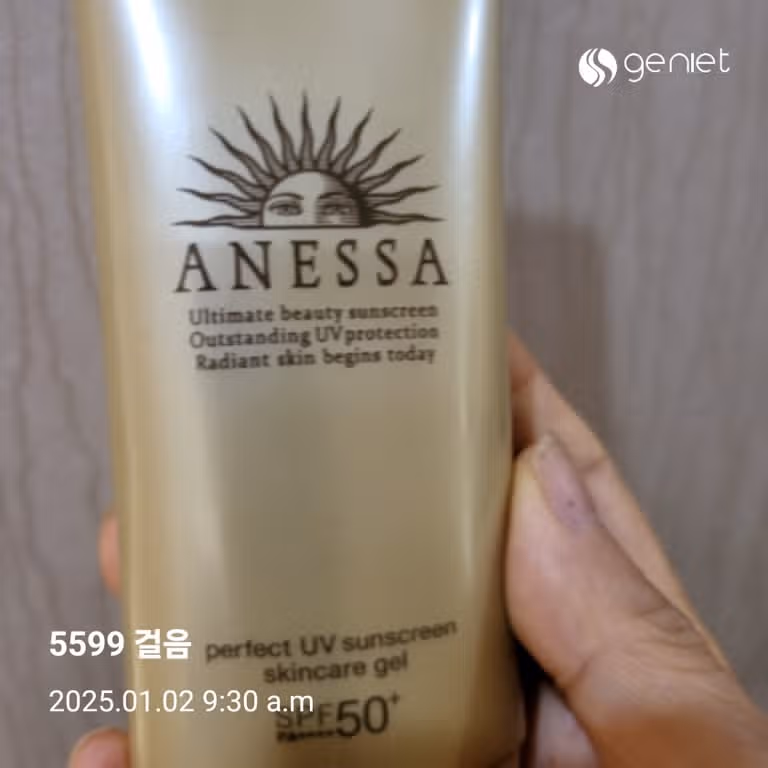 geniet
ANESSA
Ultimate beauty sunscreen
Outstanding UV protection
Radiant skin begins today
perfect UV sunscreen
skincare gel
SPF50+
PA++++
5599 걸음
2025.01.02 9:30 a.m